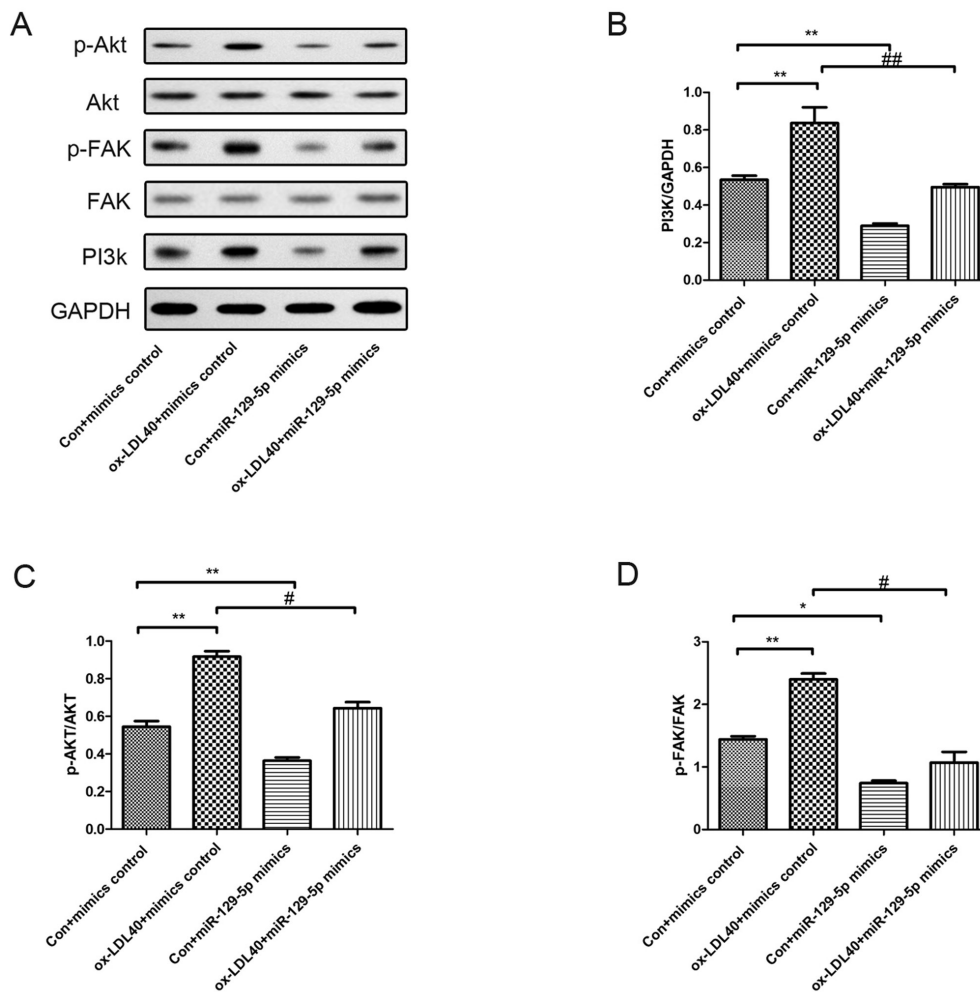 A
p-Akt
Akt
p-FAK
FAK
PI3k
GAPDH
Con+mimics control
ox-LDL40+mimics control
Con+miR-129-5p mimics
ox-LDL40+miR-129-5p mimics
B
**
##
**
1.0
0.8
0.6
0.4
0.2
0.0
PI3K/GAPDH
Con+mimics control
ox-LDL40+mimics control
Con+miR-129-5p mimics
ox-LDL40+miR-129-5p mimics
C
**
#
**
1.0
0.8
0.6
0.4
0.2
0.0
p-AKT/AKT
Con+mimics control
ox-LDL40+mimics control
Con+miR-129-5p mimics
ox-LDL40+miR-129-5p mimics
D
#
*
**
3
2
1
0
p-FAK/FAK
Con+mimics control
ox-LDL40+mimics control
Con+miR-129-5p mimics
ox-LDL40+miR-129-5p mimics